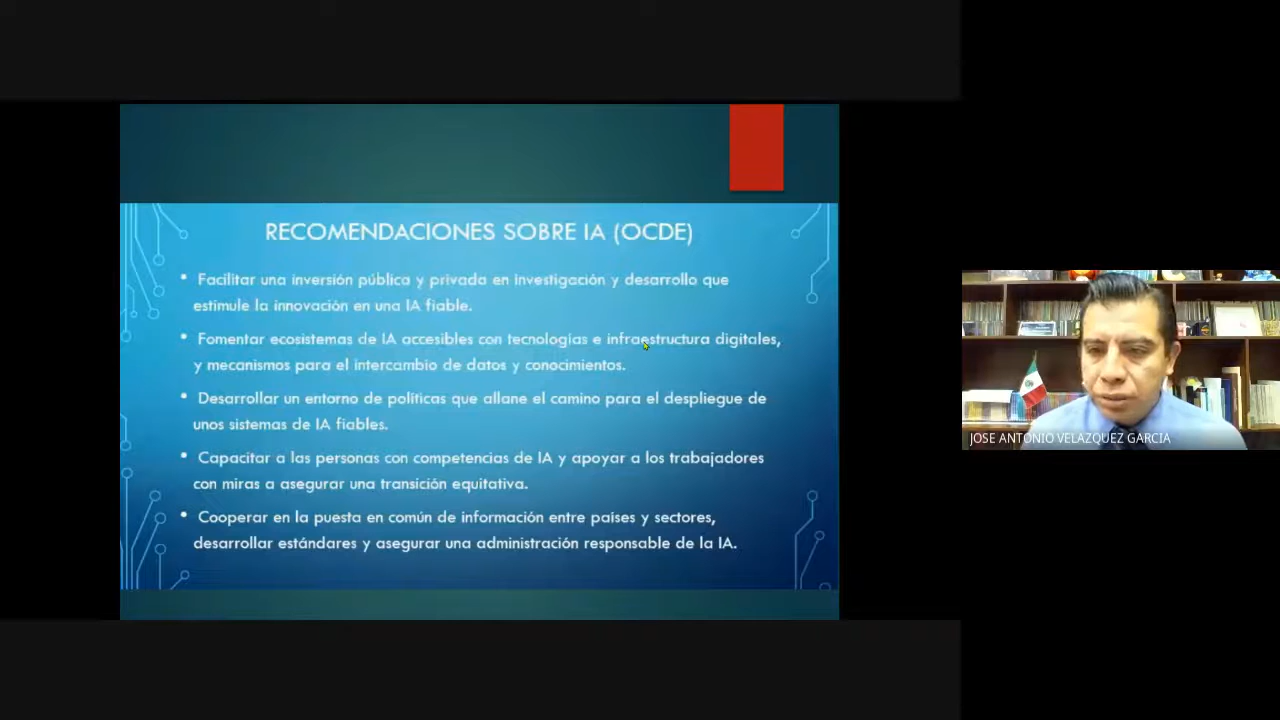 RECOMENDACIONES SOBRE IA (OCDE)
• Facilitar una inversión pública y privada en investigación y desarrollo que
estimule la innovación en una IA fiable.
• Fomentar ecosistemas de IA accesibles con tecnologías e infraestructura digitales,
y mecanismos para el intercambio de datos y conocimientos.
• Desarrollar un entorno de políticas que allane el camino para el despliegue de
unos sistemas de IA fiables.
• Capacitar a las personas con competencias de IA y apoyar a los trabajadores
con miras a asegurar una transición equitativa.
• Cooperar en la puesta en común de información entre países y sectores,
desarrollar estándares y asegurar una administración responsable de la IA.
JOSE ANTONIO VELAZQUEZ GARCIA